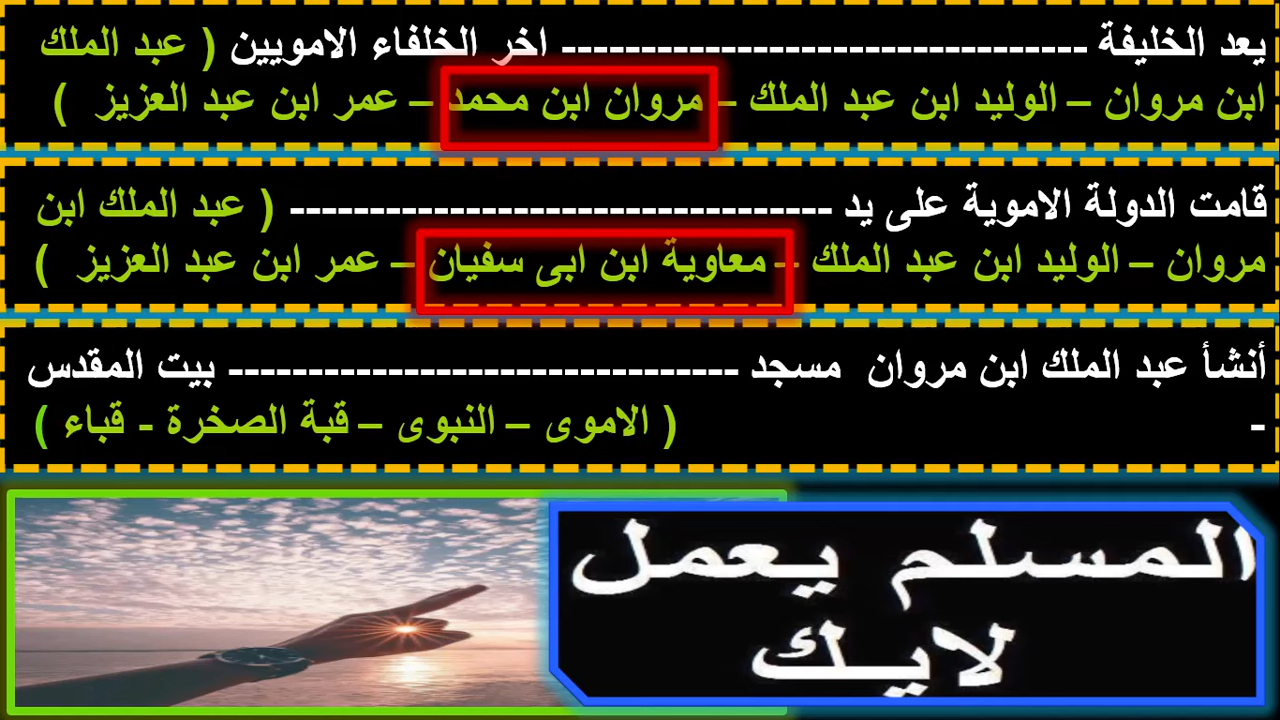 يعد الخليفة --------------------------------- اخر الخلفاء الامويين ( عبد الملك
ابن مروان – الوليد ابن عبد الملك – مروان ابن محمد – عمر ابن عبد العزيز )
قامت الدولة الاموية على يد ---------------------------------- ( عبد الملك ابن
مروان – الوليد ابن عبد الملك – معاوية ابن ابى سفيان – عمر ابن عبد العزيز )
أنشأ عبد الملك ابن مروان مسجد -------------------------------- بيت المقدس
- ( الاموى – النبوى – قبة الصخرة - قباء )
المسلم يعمل
لايك